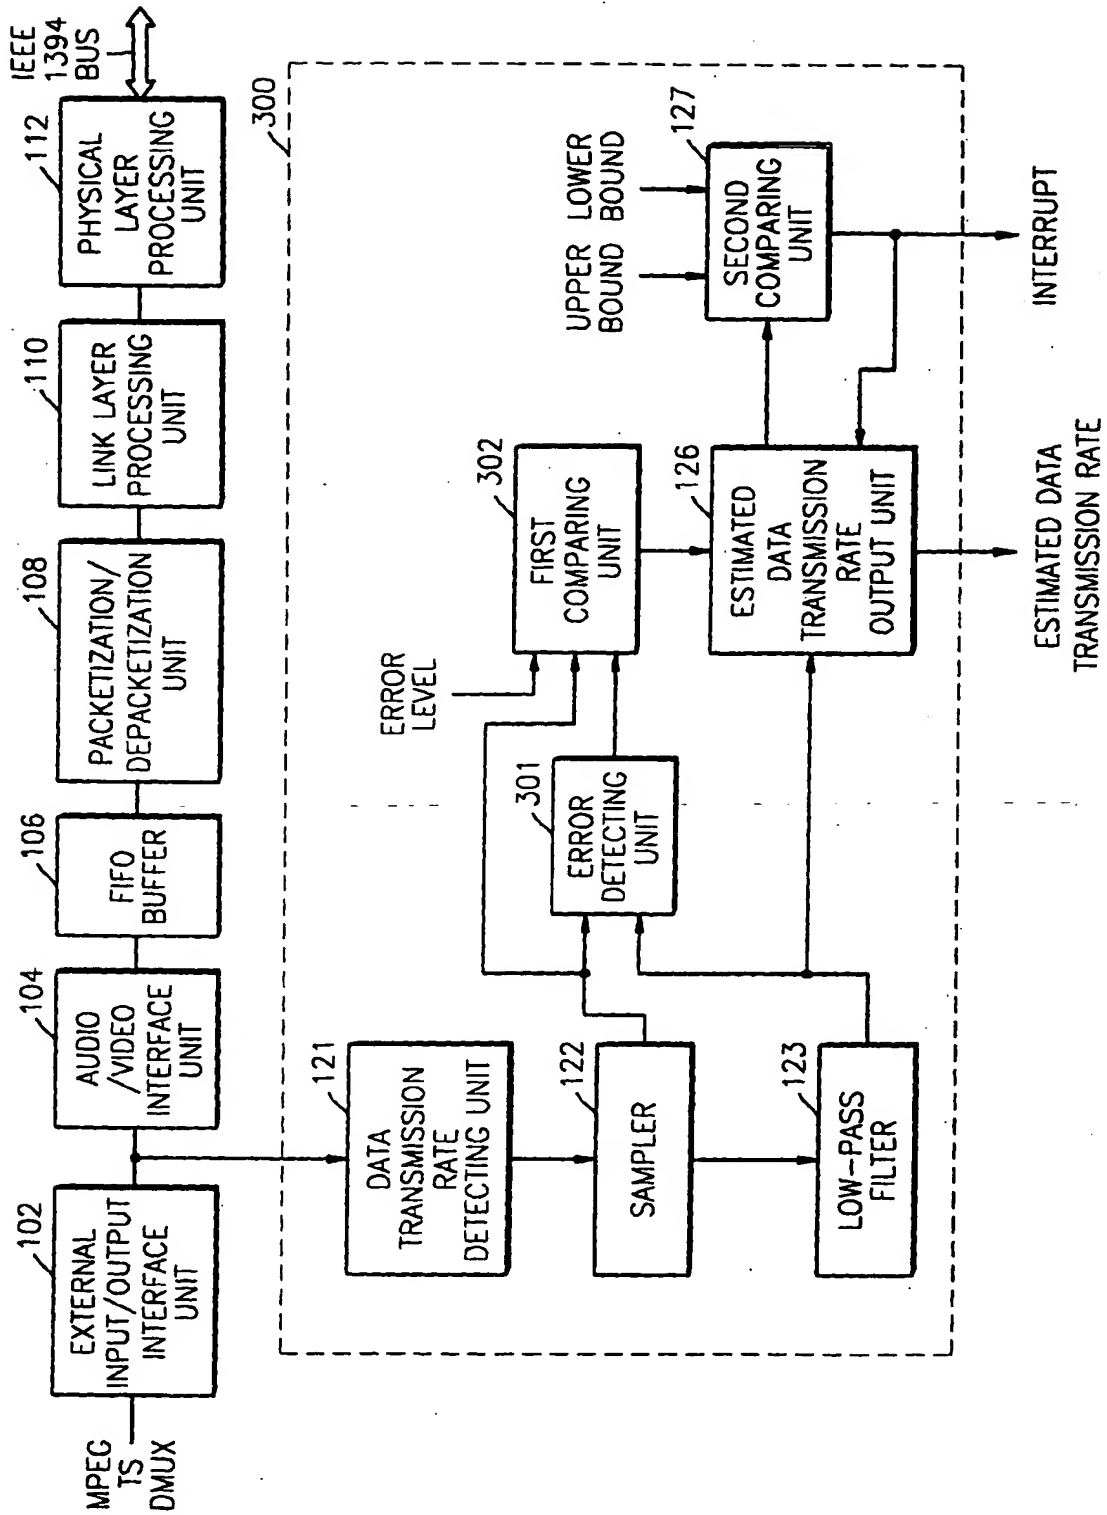 MPEG
TS
DMUX
102
EXTERNAL
INPUT/OUTPUT
INTERFACE
UNIT
104
AUDIO
/VIDEO
INTERFACE
UNIT
106
FIFO
BUFFER
108
PACKETIZATION/
DEPACKETIZATION
UNIT
110
LINK LAYER
PROCESSING
UNIT
112
PHYSICAL
LAYER
PROCESSING
UNIT
IEEE
1394
BUS
300
121
DATA
TRANSMISSION
RATE
DETECTING UNIT
122
SAMPLER
123
LOW-PASS
FILTER
301
ERROR
DETECTING
UNIT
ERROR
LEVEL
302
FIRST
COMPARING
UNIT
126
ESTIMATED
DATA
TRANSMISSION
RATE
OUTPUT UNIT
UPPER
BOUND
LOWER
BOUND
127
SECOND
COMPARING
UNIT
ESTIMATED DATA
TRANSMISSION RATE
INTERRUPT